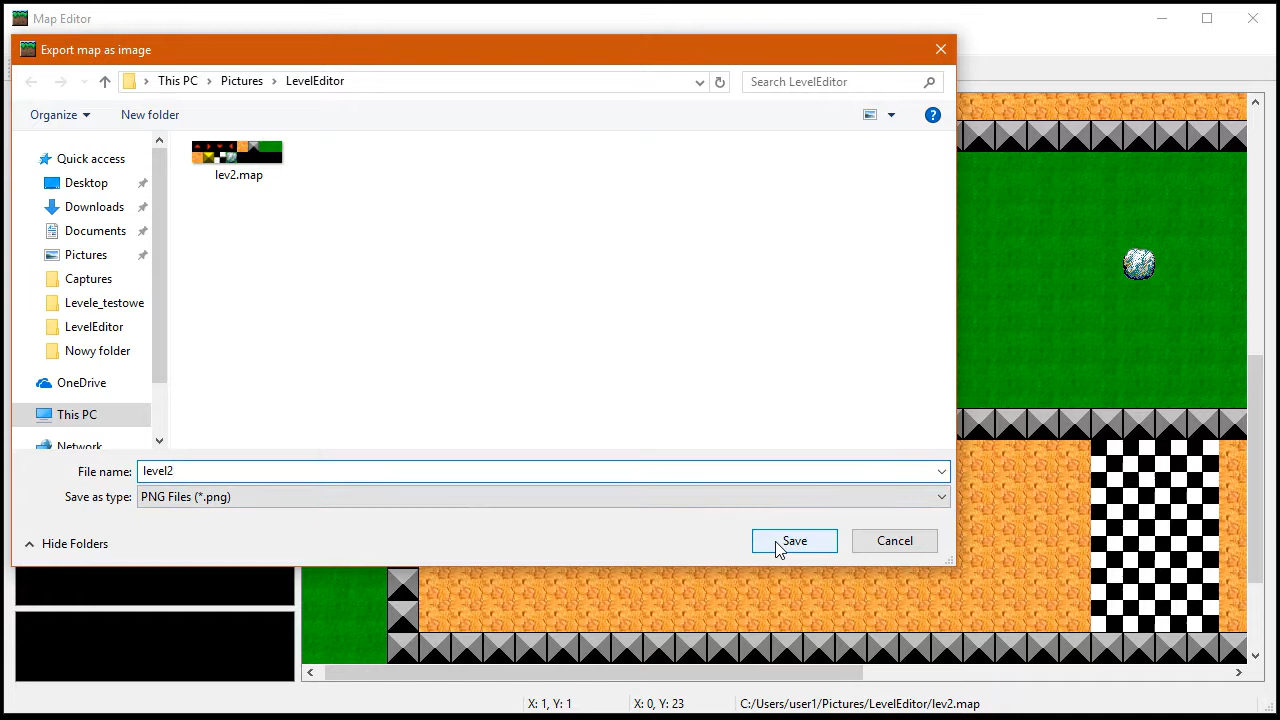 Map Editor
Export map as image
This PC
Pictures
LevelEditor
Search LevelEditor
Organize
New folder
Quick access
Desktop
Downloads
Documents
Pictures
Captures
Levele_testowe
LevelEditor
Nowy folder
OneDrive
This PC
Network
lev2.map
File name: level2
Save as type: PNG Files (*.png)
Hide Folders
Save
Cancel
X: 1, Y: 1
X: 0, Y: 23
C:/Users/user1/Pictures/LevelEditor/lev2.map